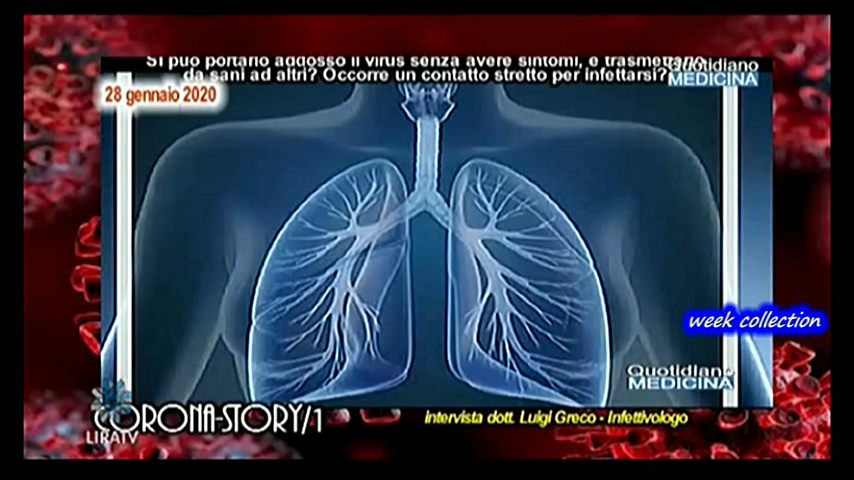 Si può portarlo addosso il virus senza avere sintomi, e trasmetterlo
da sani ad altri? Occorre un contatto stretto per infettarsi?
Quotidiano
MEDICINA
28 gennaio 2020
week collection
Quotidiano
MEDICINA
CORONA-STORY/1
LIRATV
intervista dott. Luigi Greco - Infettivologo